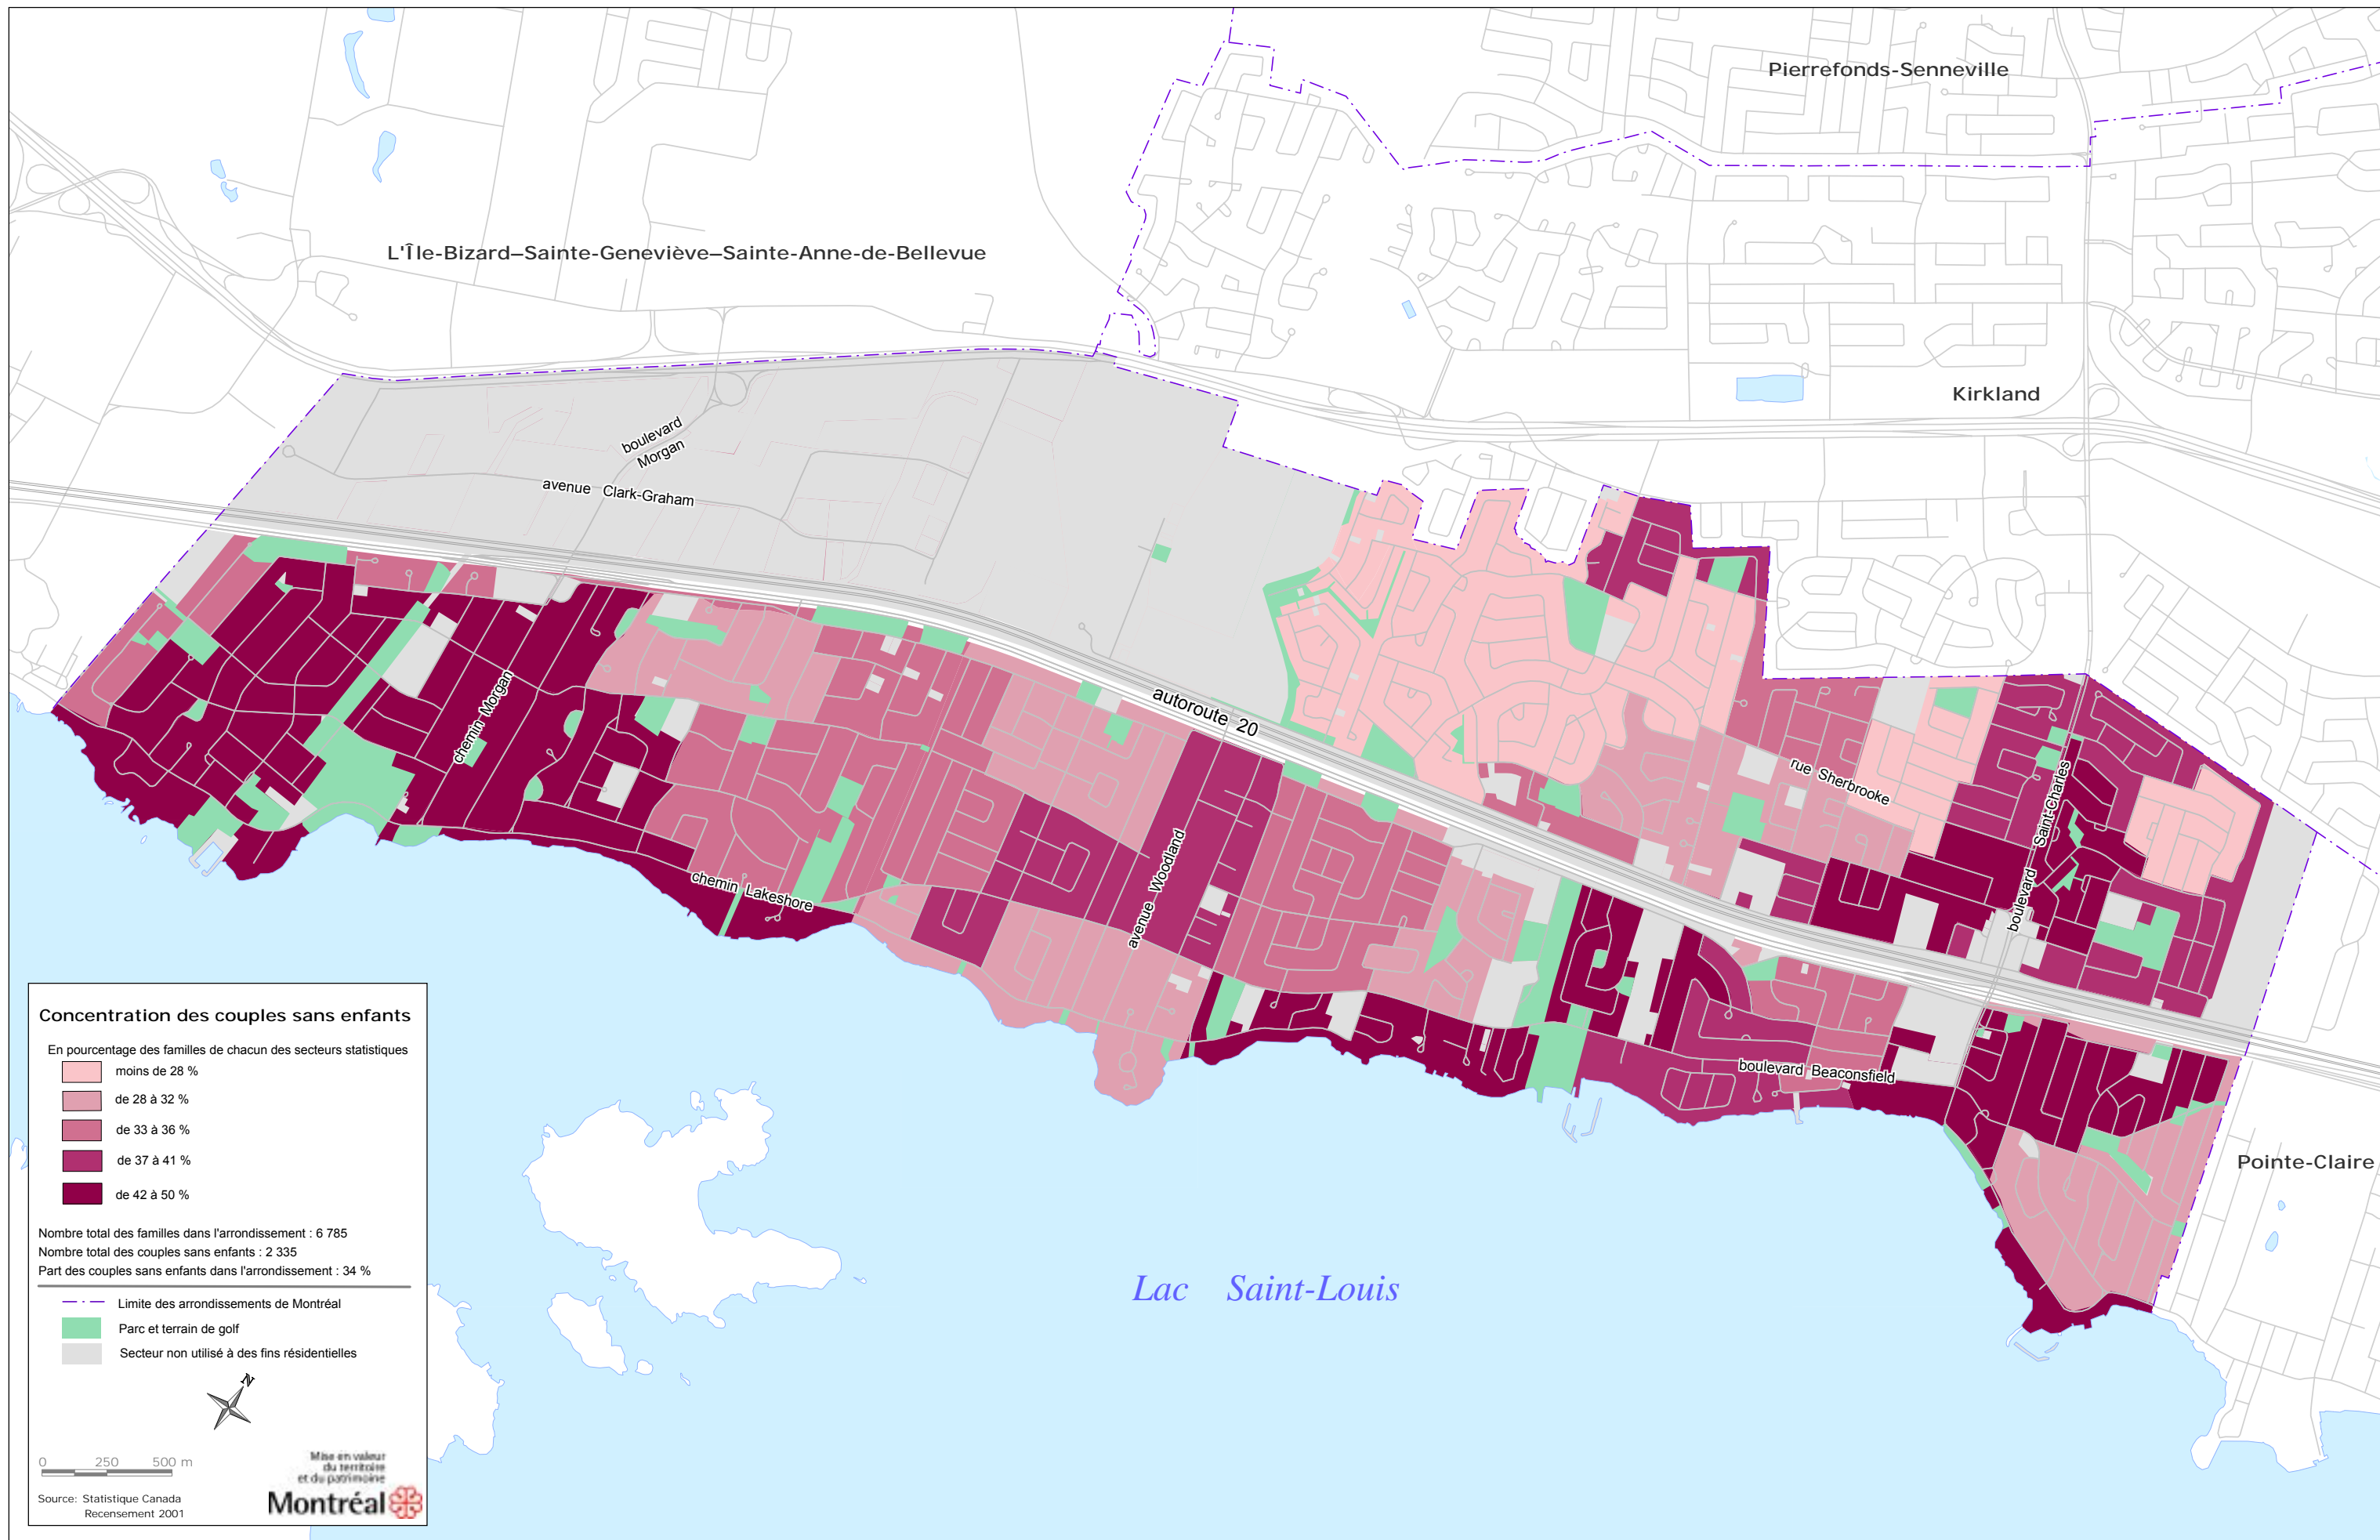 Pierrefonds-Senneville
L'Île-Bizard–Sainte-Geneviève–Sainte-Anne-de-Bellevue
Kirkland
boulevard
Morgan
avenue Clark-Graham
chemin Morgan
autoroute 20
rue Sherbrooke
boulevard Saint-Charles
avenue Woodland
chemin Lakeshore
boulevard Beaconsfield
Pointe-Claire
Lac Saint-Louis
Concentration des couples sans enfants
En pourcentage des familles de chacun des secteurs statistiques
moins de 28 %
de 28 à 32 %
de 33 à 36 %
de 37 à 41 %
de 42 à 50 %
Nombre total des familles dans l'arrondissement : 6 785
Nombre total des couples sans enfants : 2 335
Part des couples sans enfants dans l'arrondissement : 34 %
Limite des arrondissements de Montréal
Parc et terrain de golf
Secteur non utilisé à des fins résidentielles
N
0 250 500 m
Mise en valeur
du territoire
et du patrimoine
Montréal
Source: Statistique Canada
Recensement 2001